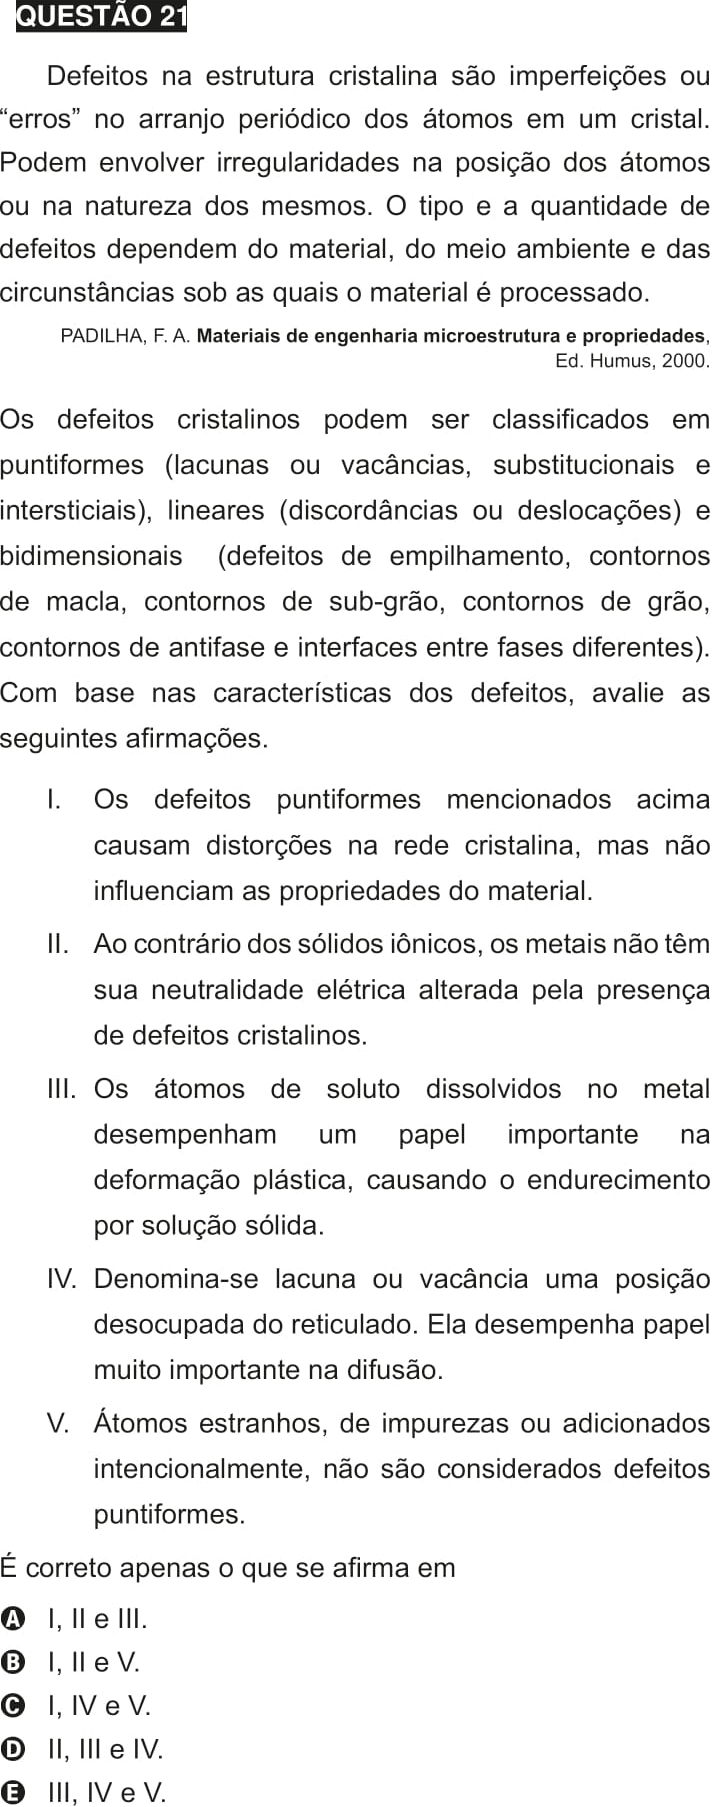 QUESTÃO 21
Defeitos na estrutura cristalina são imperfeições ou
“erros” no arranjo periódico dos átomos em um cristal.
Podem envolver irregularidades na posição dos átomos
ou na natureza dos mesmos. O tipo e a quantidade de
defeitos dependem do material, do meio ambiente e das
circunstâncias sob as quais o material é processado.
PADILHA, F. A. Materiais de engenharia microestrutura e propriedades,
Ed. Humus, 2000.
Os defeitos cristalinos podem ser classificados em
puntiformes (lacunas ou vacâncias, substitucionais e
intersticiais), lineares (discordâncias ou deslocações) e
bidimensionais (defeitos de empilhamento, contornos
de macla, contornos de sub-grão, contornos de grão,
contornos de antifase e interfaces entre fases diferentes).
Com base nas características dos defeitos, avalie as
seguintes afirmações.
I. Os defeitos puntiformes mencionados acima
causam distorções na rede cristalina, mas não
influenciam as propriedades do material.
II. Ao contrário dos sólidos iônicos, os metais não têm
sua neutralidade elétrica alterada pela presença
de defeitos cristalinos.
III. Os átomos de soluto dissolvidos no metal
desempenham um papel importante na
deformação plástica, causando o endurecimento
por solução sólida.
IV. Denomina-se lacuna ou vacância uma posição
desocupada do reticulado. Ela desempenha papel
muito importante na difusão.
V. Átomos estranhos, de impurezas ou adicionados
intencionalmente, não são considerados defeitos
puntiformes.
É correto apenas o que se afirma em
A I, II e III.
B I, II e V.
C I, IV e V.
D II, III e IV.
E III, IV e V.